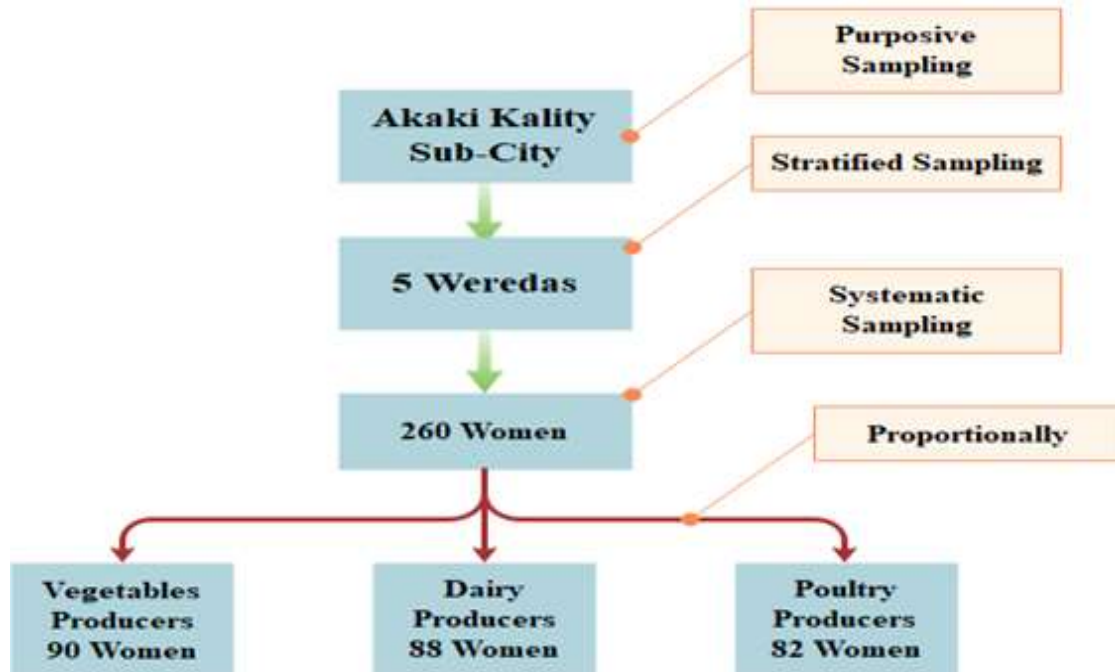 Purposive
Sampling
Akaki Kality
Sub-City
Stratified Sampling
5 Weredas
Systematic
Sampling
260 Women
Proportionally
Vegetables
Producers
90 Women
Dairy
Producers
88 Women
Poultry
Producers
82 Women